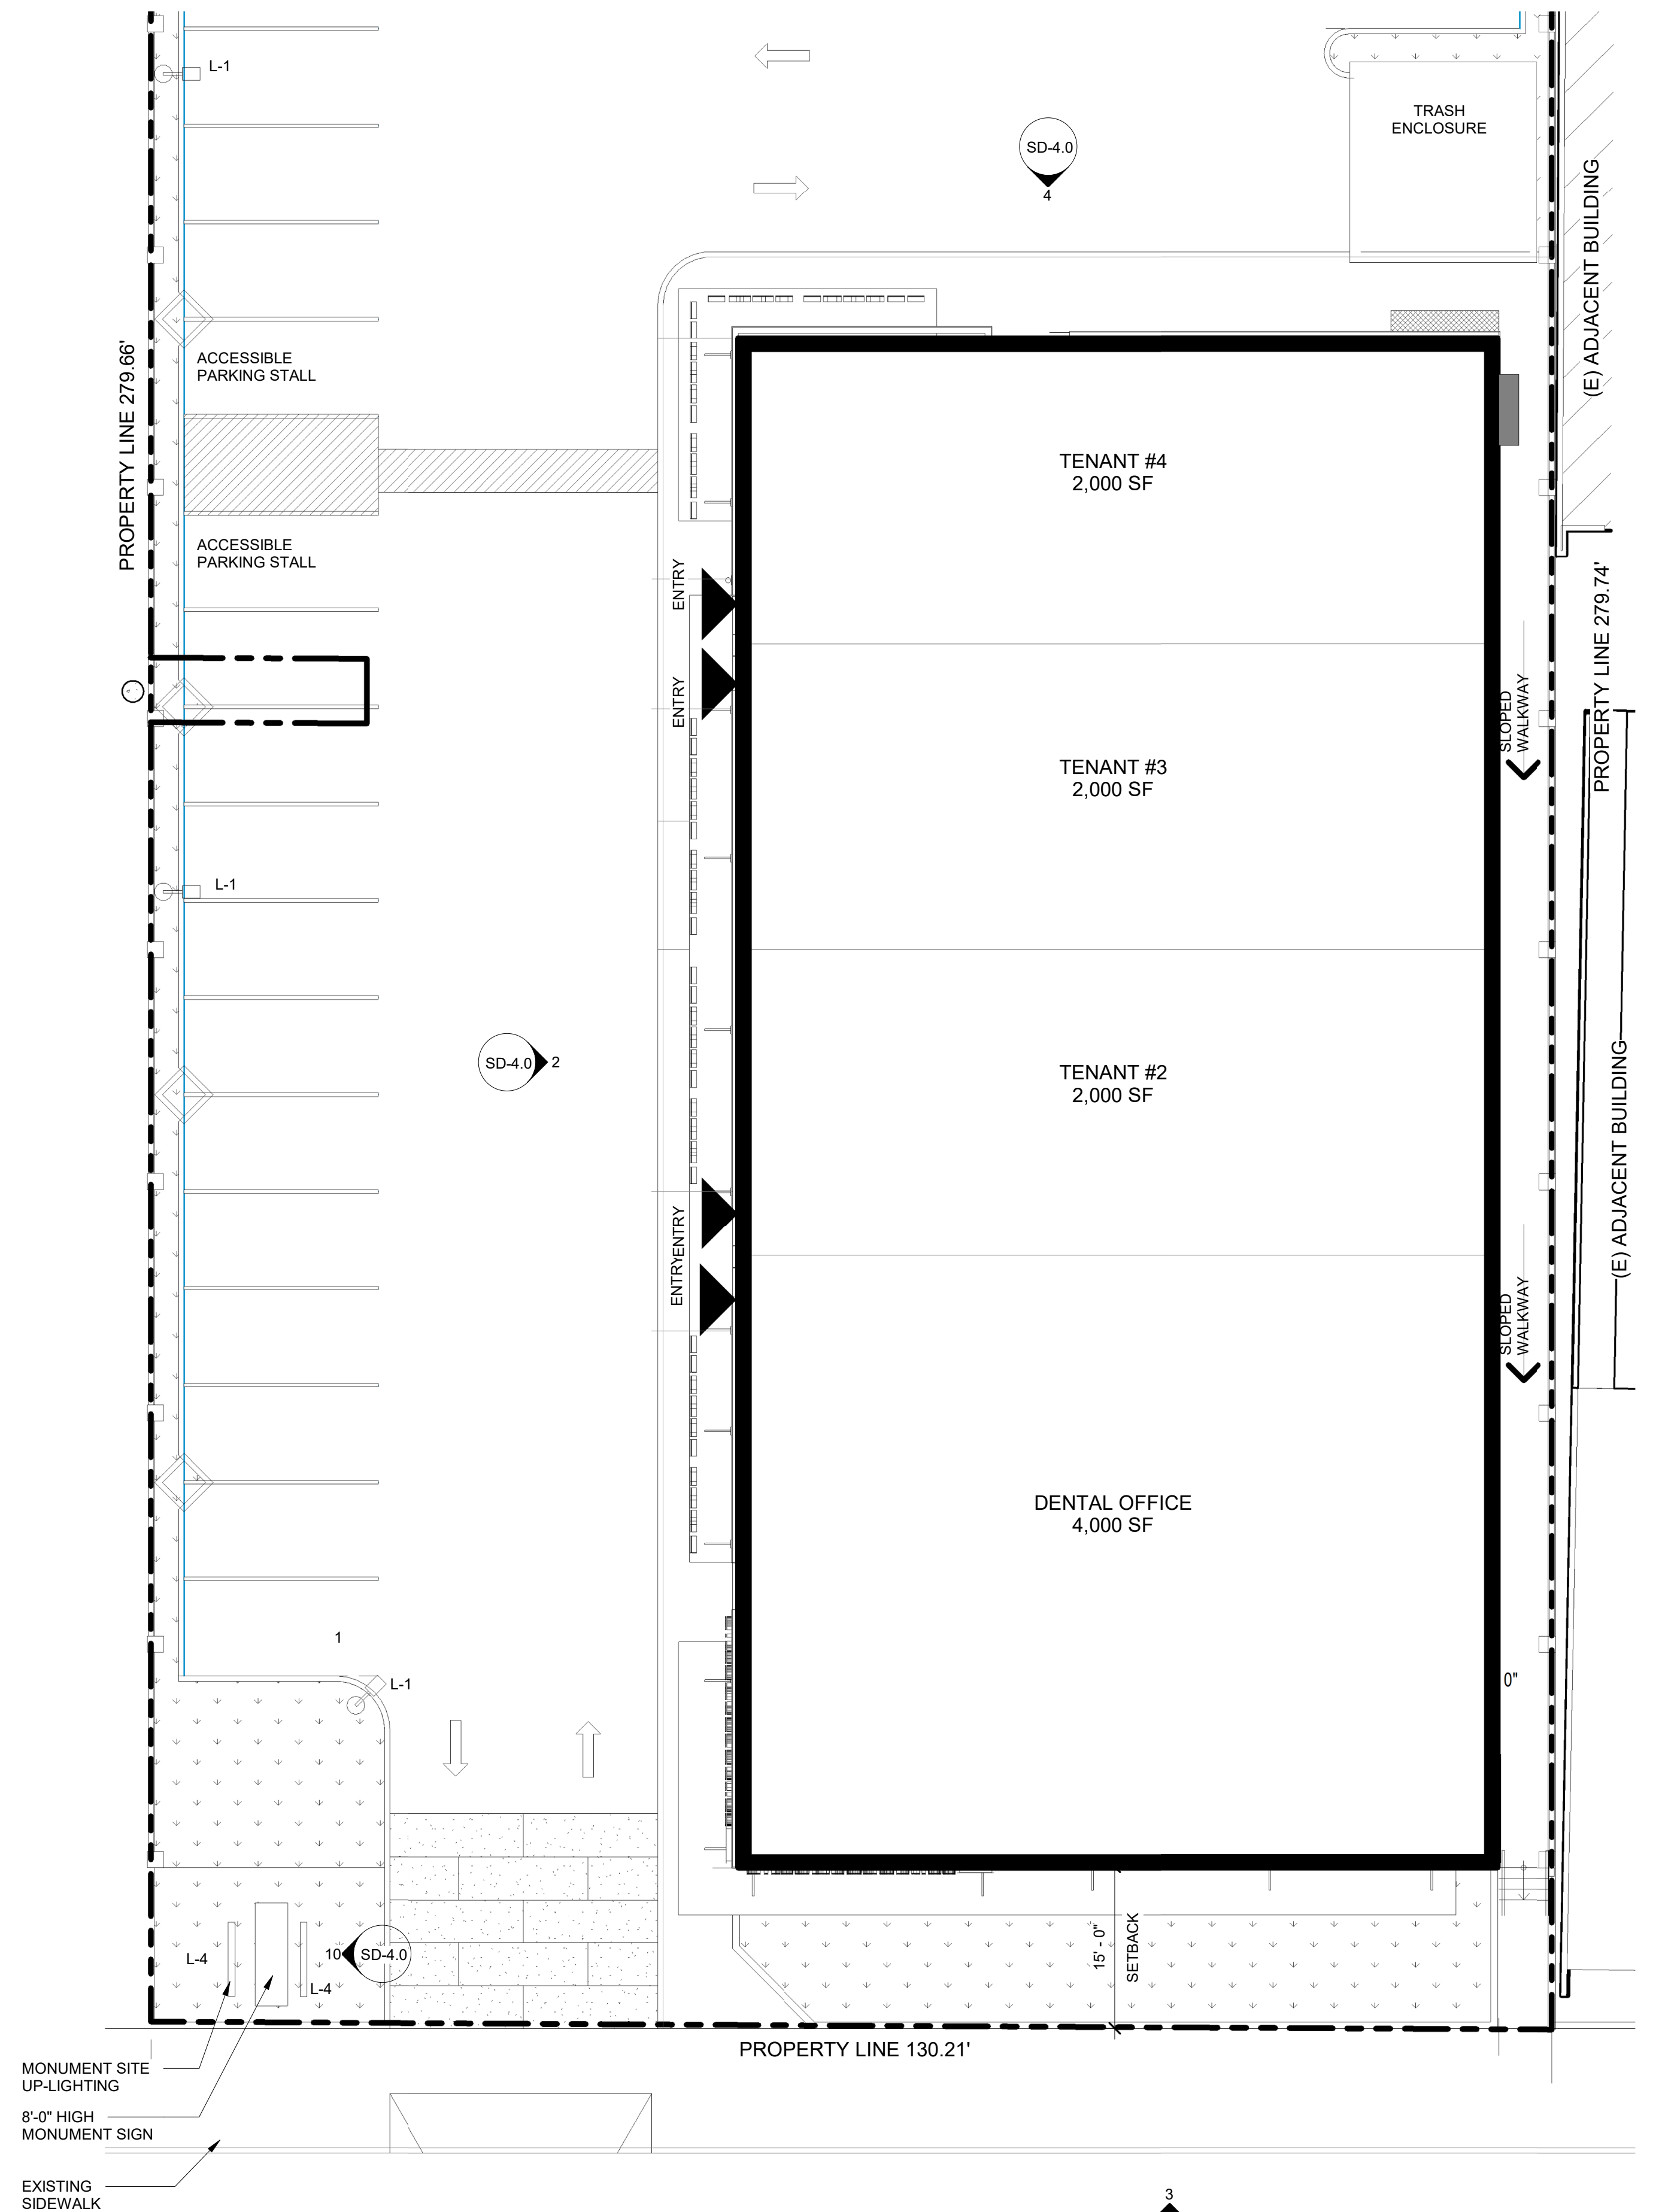 L-1
TRASH
ENCLOSURE
SD-4.0
4
(E) ADJACENT BUILDING
PROPERTY LINE 279.66'
ACCESSIBLE
PARKING STALL
TENANT #4
2,000 SF
ACCESSIBLE
PARKING STALL
ENTRY
PROPERTY LINE 279.74'
ENTRY
SLOPED
WALKWAY
TENANT #3
2,000 SF
L-1
SD-4.0
2
TENANT #2
2,000 SF
(E) ADJACENT BUILDING
ENTRY
ENTRY
SLOPED
WALKWAY
DENTAL OFFICE
4,000 SF
1
L-1
0"
15' - 0"
SETBACK
L-4
10
SD-4.0
L-4
PROPERTY LINE 130.21'
MONUMENT SITE
UP-LIGHTING
8'-0" HIGH
MONUMENT SIGN
EXISTING
SIDEWALK
3